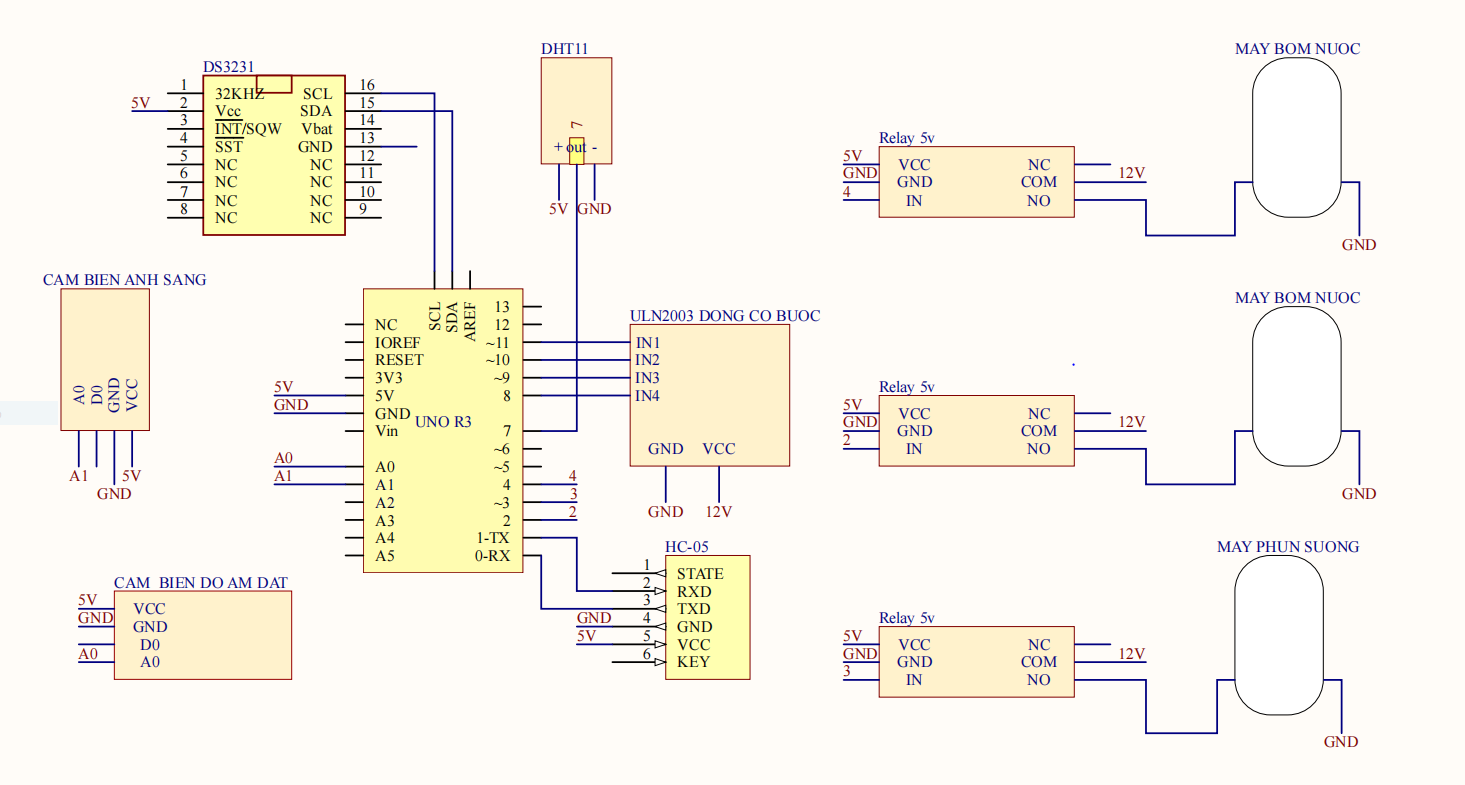 DS3231
1 32KHZ SCL 16
5V 2 Vcc SDA 15
3 INT/SQW Vbat 14
4 SST GND 13
5 NC NC 12
6 NC NC 11
7 NC NC 10
8 NC NC 9
DHT11
7
+ out -
5V GND
CAM BIEN ANH SANG
A0 D0 GND VCC
A1 5V
GND
SCL SDA AREF
13
NC 12
IOREF ~11
RESET ~10
3V3 ~9
5V 5V 8
GND GND
UNO R3
Vin 7
~6
A0 A0 ~5
A1 A1 4 4
A2 ~3 3
A3 2 2
A4 1-TX
A5 0-RX
ULN2003 DONG CO BUOC
IN1
IN2
IN3
IN4
GND VCC
GND 12V
CAM BIEN DO AM DAT
5V VCC
GND GND
D0
A0 A0
HC-05
1 STATE
2 RXD
3 TXD
GND 4 GND
5V 5 VCC
6 KEY
MAY BOM NUOC
Relay 5v
5V VCC NC
GND GND COM 12V
4 IN NO
GND
MAY BOM NUOC
Relay 5v
5V VCC NC
GND GND COM 12V
2 IN NO
GND
MAY PHUN SUONG
Relay 5v
5V VCC NC
GND GND COM 12V
3 IN NO
GND